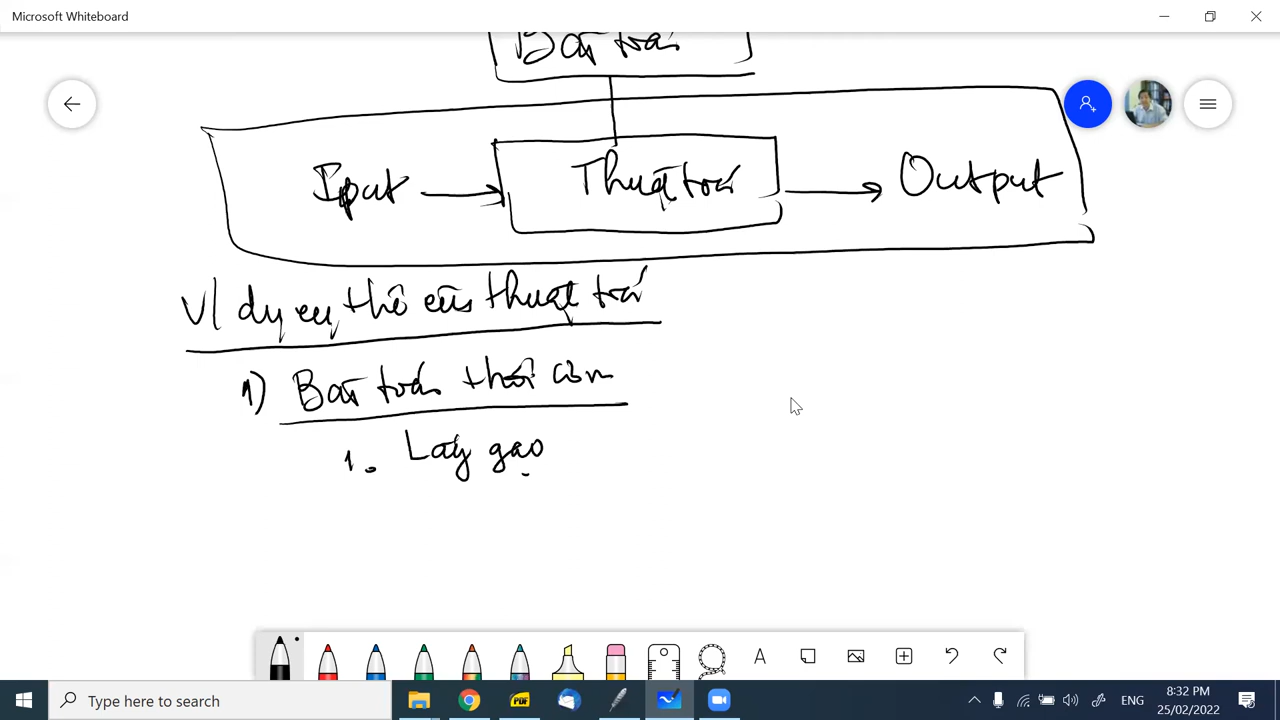 Microsoft Whiteboard
Bài toán
Input → Thuật toán → Output
Ví dụ cụ thể của thuật toán
1) Bài toán thổi cơm
1. Lấy gạo
Type here to search
PDF
ENG
8:32 PM
25/02/2022